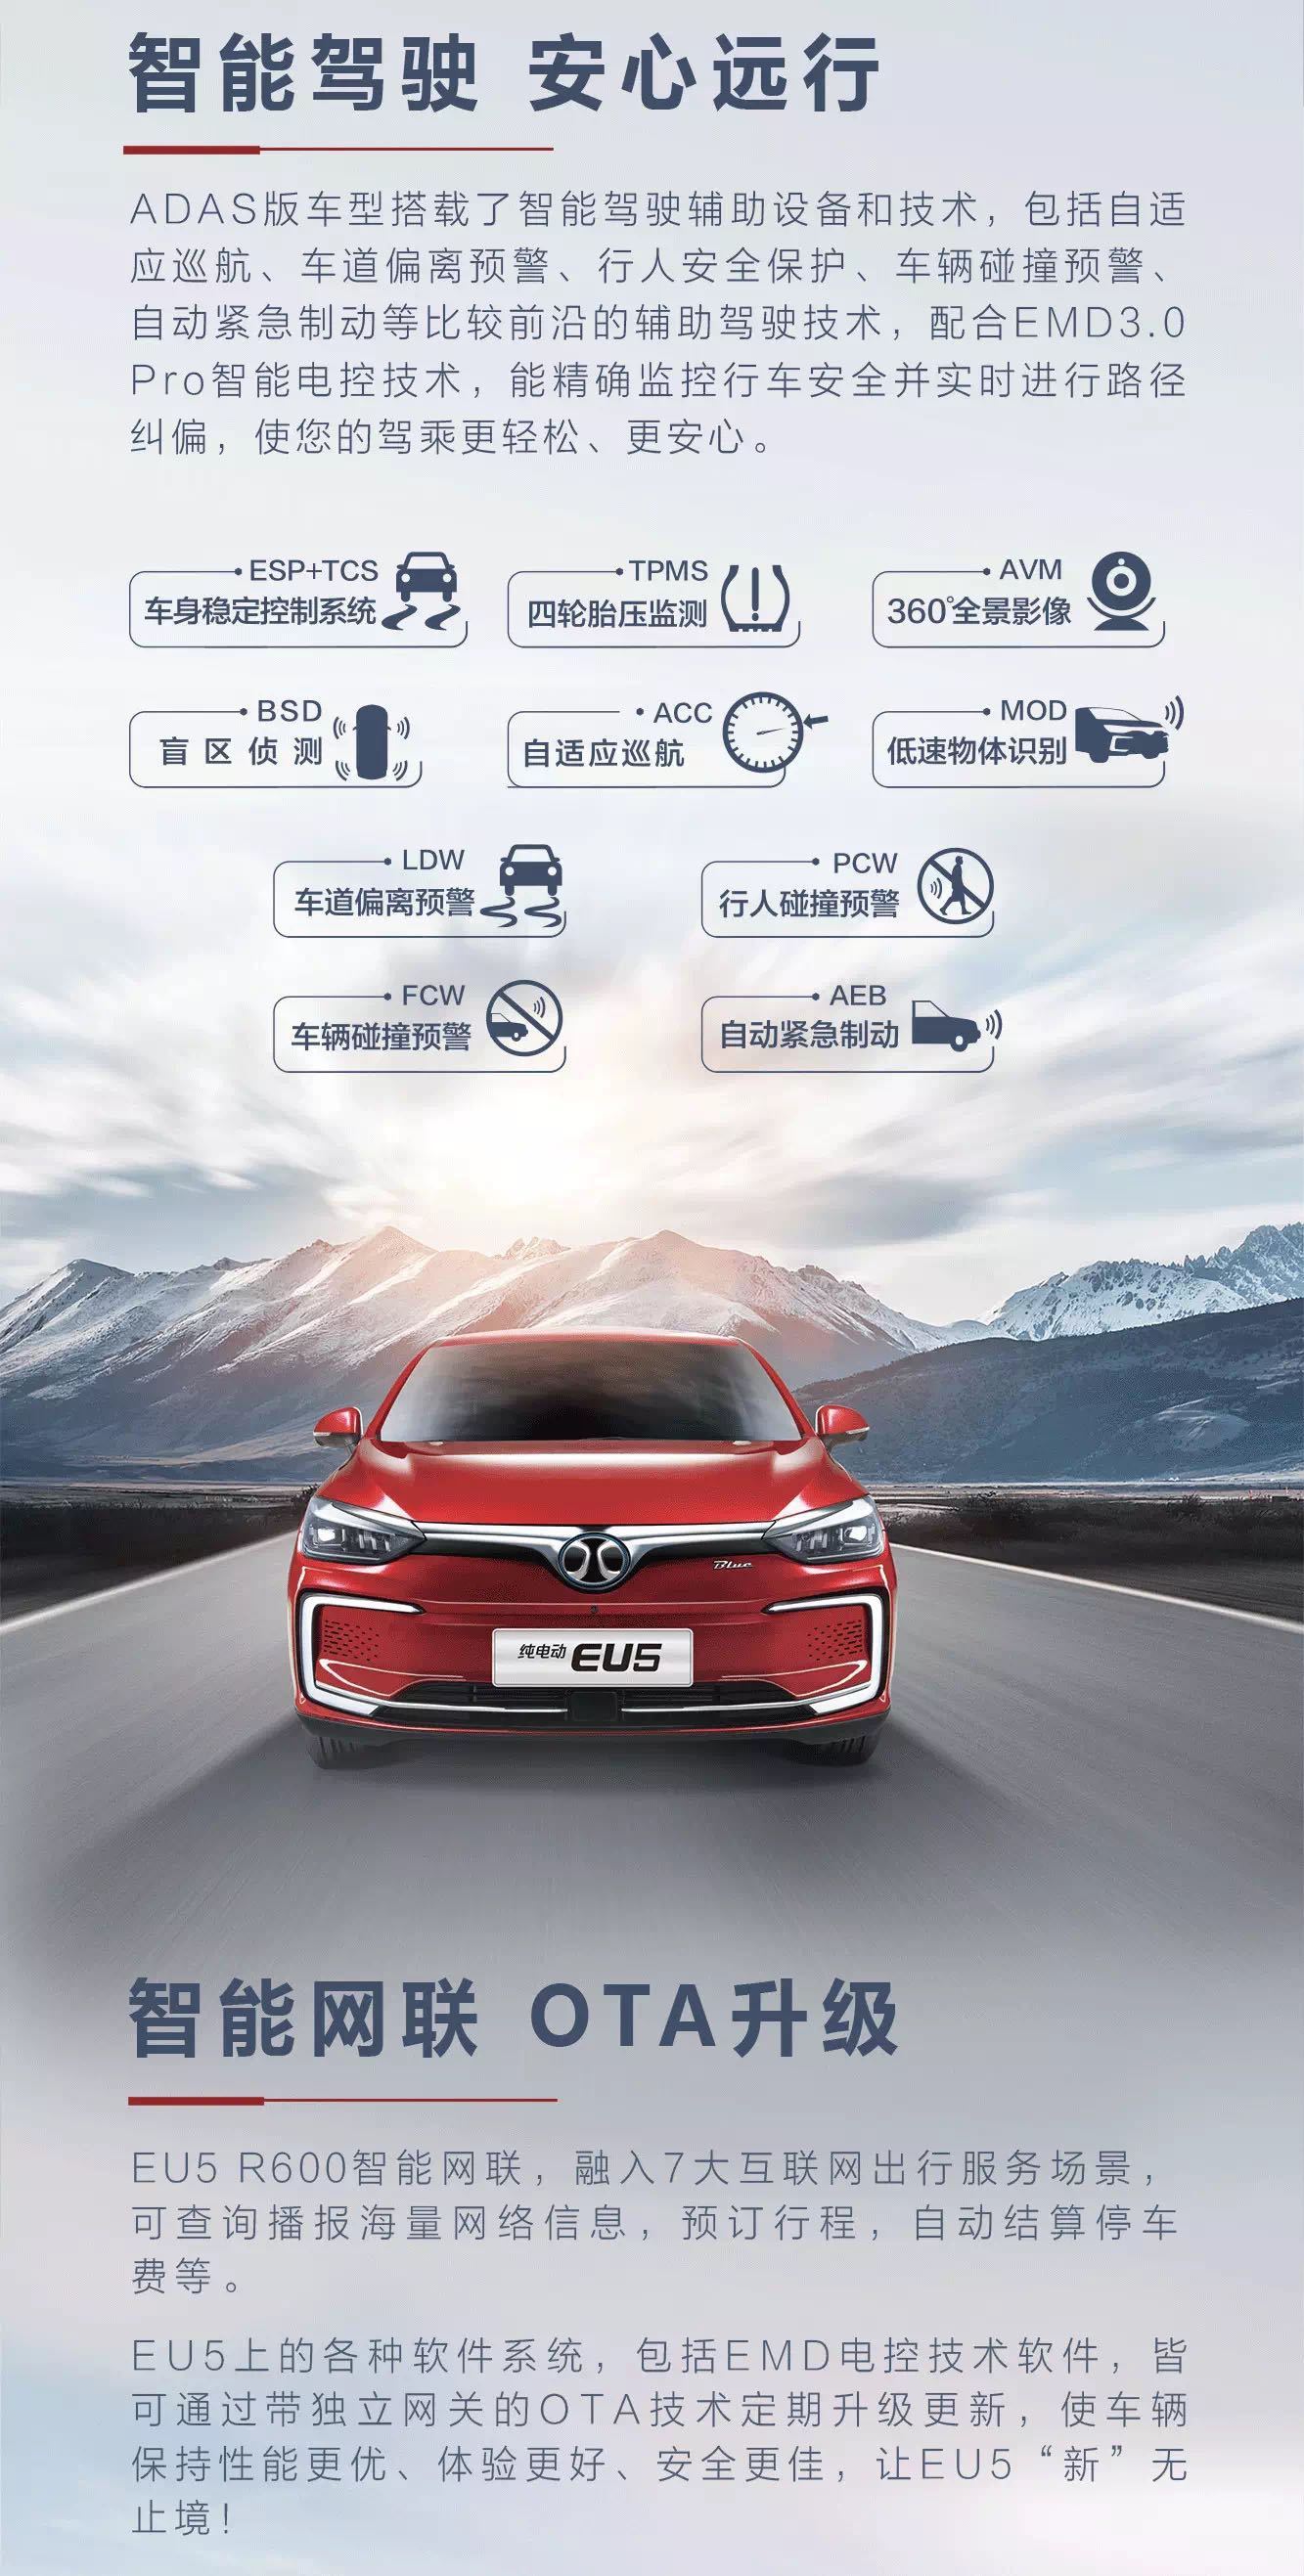 智能驾驶 安心远行
ADAS版车型搭载了智能驾驶辅助设备和技术，包括自适
应巡航、车道偏离预警、行人安全保护、车辆碰撞预警、
自动紧急制动等比较前沿的辅助驾驶技术，配合EMD3.0
Pro智能电控技术，能精确监控行车安全并实时进行路径
纠偏，使您的驾乘更轻松、更安心。
ESP+TCS
车身稳定控制系统
TPMS
四轮胎压监测
AVM
360°全景影像
BSD
盲区侦测
ACC
自适应巡航
MOD
低速物体识别
LDW
车道偏离预警
PCW
行人碰撞预警
FCW
车辆碰撞预警
AEB
自动紧急制动
Blue
纯电动 EU5
智能网联 OTA升级
EU5 R600智能网联，融入7大互联网出行服务场景，
可查询播报海量网络信息，预订行程，自动结算停车
费等。
EU5上的各种软件系统，包括EMD电控技术软件，皆
可通过带独立网关的OTA技术定期升级更新，使车辆
保持性能更优、体验更好、安全更佳，让EU5“新”无
止境！